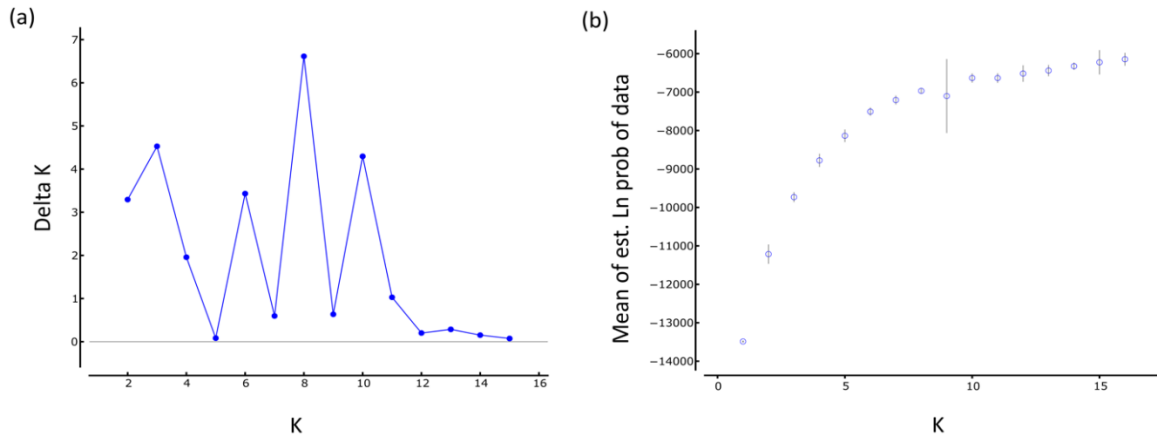 (a)
7
6
5
4
3
2
1
0
Delta K
2 4 6 8 10 12 14 16
K
(b)
−6000
−7000
−8000
−9000
−10000
−11000
−12000
−13000
−14000
Mean of est. Ln prob of data
0 5 10 15
K